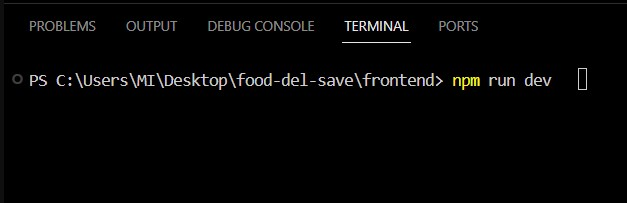 PROBLEMS OUTPUT DEBUG CONSOLE TERMINAL PORTS
PS C:\Users\MI\Desktop\food-del-save\frontend> npm run dev